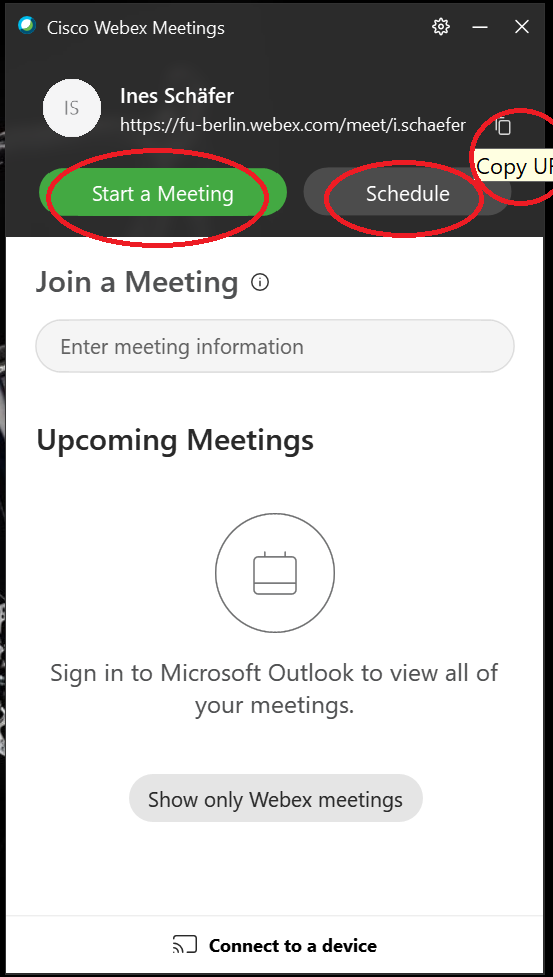 Cisco Webex Meetings
IS
Ines Schäfer
https://fu-berlin.webex.com/meet/i.schaefer
Copy UR
Start a Meeting
Schedule
Join a Meeting
Enter meeting information
Upcoming Meetings
Sign in to Microsoft Outlook to view all of
your meetings.
Show only Webex meetings
Connect to a device